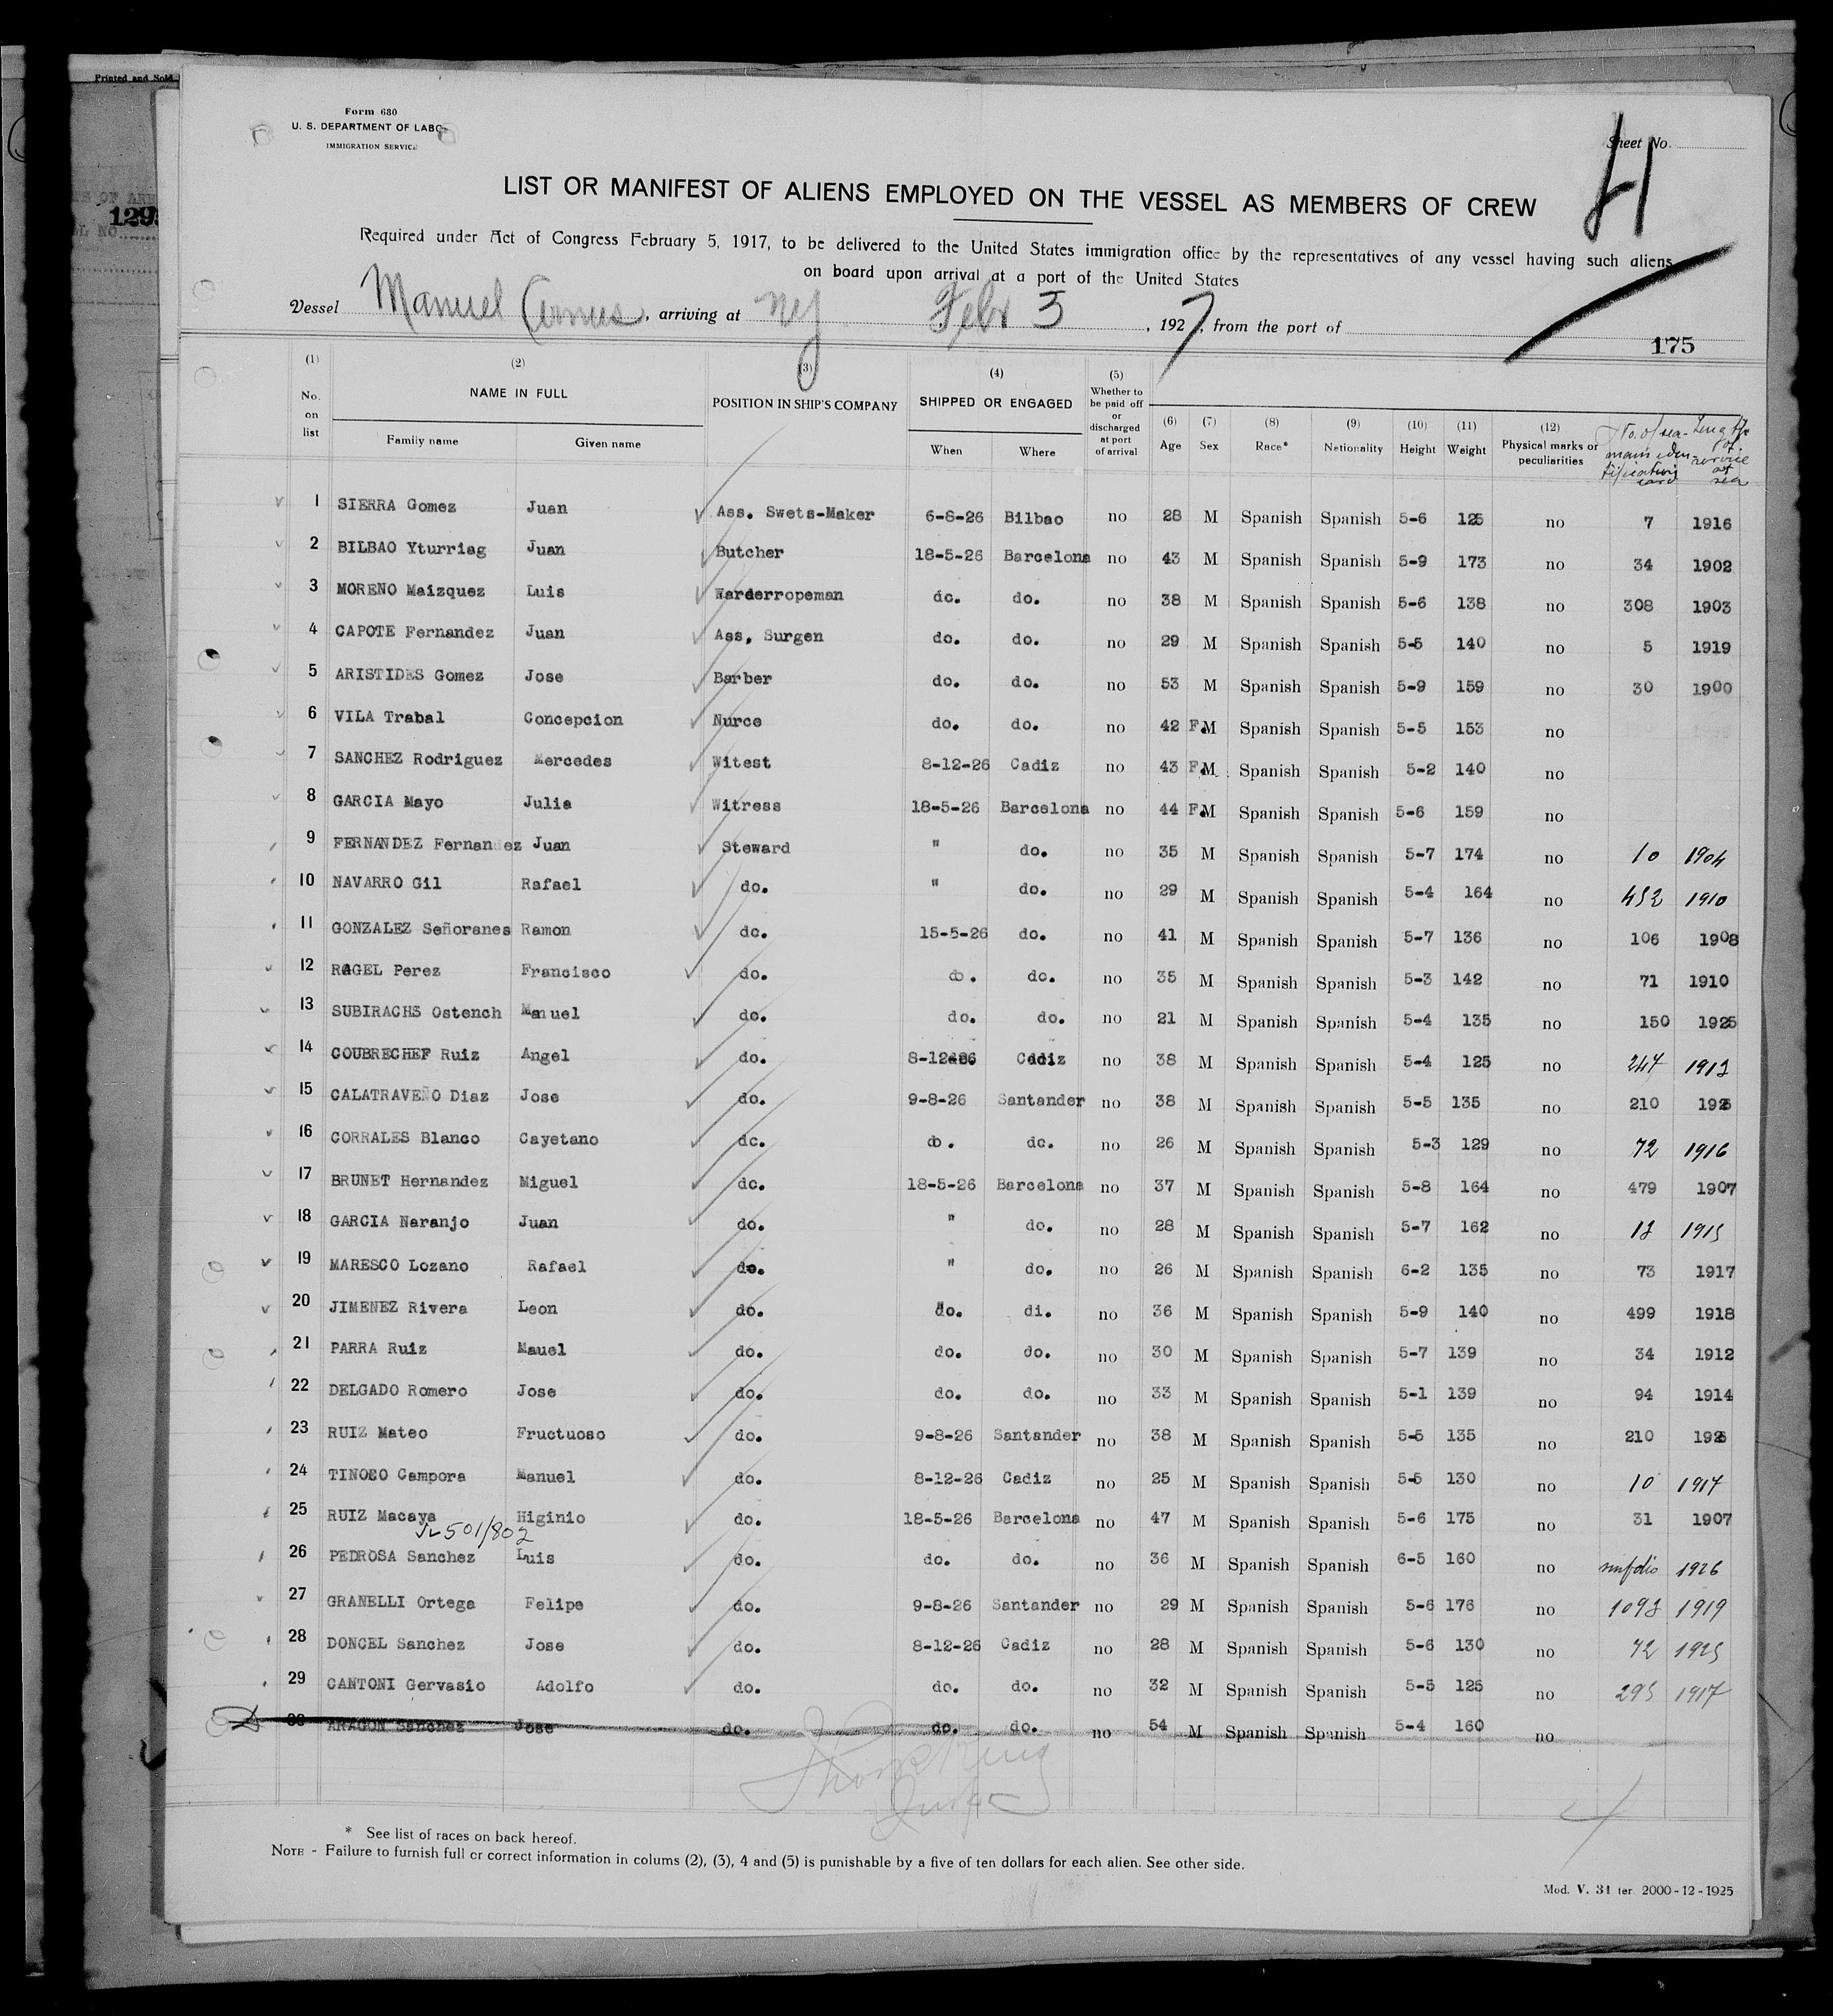 Printed and Sold
129
Form 680
U. S. DEPARTMENT OF LABO
IMMIGRATION SERVICE
Sheet No.
LIST OR MANIFEST OF ALIENS EMPLOYED ON THE VESSEL AS MEMBERS OF CREW
Required under Act of Congress February 5, 1917, to be delivered to the United States immigration office by the representatives of any vessel having such aliens
on board upon arrival at a port of the United States
Vessel Manuel Arnus, arriving at NY Febr 3, 1927, from the port of
175
(1) (2) (3) (4) (5)
No. on list NAME IN FULL POSITION IN SHIP'S COMPANY SHIPPED OR ENGAGED Whether to be paid off or discharged at port of arrival
Family name Given name When Where
(6) Age (7) Sex (8) Race* (9) Nationality (10) Height (11) Weight (12) Physical marks or peculiarities No. of sea-mans iden-tification card Length of service at sea
1 SIERRA Gomez Juan Ass. Swets-Maker 6-8-26 Bilbao no 28 M Spanish Spanish 5-6 125 no 7 1916
2 BILBAO Yturriag Juan Butcher 18-5-26 Barcelona no 43 M Spanish Spanish 5-9 173 no 34 1902
3 MORENO Maizquez Luis Warderropeman do. do. no 38 M Spanish Spanish 5-6 138 no 308 1903
4 CAPOTE Fernandez Juan Ass, Surgen do. do. no 29 M Spanish Spanish 5-5 140 no 5 1919
5 ARISTIDES Gomez Jose Barber do. do. no 53 M Spanish Spanish 5-9 159 no 30 1900
6 VILA Trabal Concepcion Nurce do. do. no 42 F.M Spanish Spanish 5-5 153 no
7 SANCHEZ Rodriguez Mercedes Witest 8-12-26 Cadiz no 43 F.M Spanish Spanish 5-2 140 no
8 GARCIA Mayo Julia Witress 18-5-26 Barcelona no 44 F.M Spanish Spanish 5-6 159 no
9 FERNANDEZ Fernandez Juan Steward " do. no 35 M Spanish Spanish 5-7 174 no 10 1904
10 NAVARRO Gil Rafael do. " do. no 29 M Spanish Spanish 5-4 164 no 452 1910
11 GONZALEZ Señoranes Ramon do. 15-5-26 do. no 41 M Spanish Spanish 5-7 136 no 106 1908
12 RAGEL Perez Francisco do. do. do. no 35 M Spanish Spanish 5-3 142 no 71 1910
13 SUBIRACHS Ostench Manuel do. do. do. no 21 M Spanish Spanish 5-4 135 no 150 1925
14 COUBRECHEF Ruiz Angel do. 8-12-26 Cadiz no 38 M Spanish Spanish 5-4 125 no 247 1913
15 CALATRAVEÑO Diaz Jose do. 9-8-26 Santander no 38 M Spanish Spanish 5-5 135 no 210 1925
16 CORRALES Blanco Cayetano do. do. do. no 26 M Spanish Spanish 5-3 129 no 72 1916
17 BRUNET Hernandez Miguel do. 18-5-26 Barcelona no 37 M Spanish Spanish 5-8 164 no 479 1907
18 GARCIA Naranjo Juan do. " do. no 28 M Spanish Spanish 5-7 162 no 13 1915
19 MARESCO Lozano Rafael do. " do. no 26 M Spanish Spanish 6-2 135 no 73 1917
20 JIMENEZ Rivera Leon do. do. di. no 36 M Spanish Spanish 5-9 140 no 499 1918
21 PARRA Ruiz Mauel do. do. do. no 30 M Spanish Spanish 5-7 139 no 34 1912
22 DELGADO Romero Jose do. do. do. no 33 M Spanish Spanish 5-1 139 no 94 1914
23 RUIZ Mateo Fructuoso do. 9-8-26 Santander no 38 M Spanish Spanish 5-5 135 no 210 1925
24 TINOCO Campora Manuel do. 8-12-26 Cadiz no 25 M Spanish Spanish 5-5 130 no 10 1917
25 RUIZ Macaya Higinio do. 18-5-26 Barcelona no 47 M Spanish Spanish 5-6 175 no 31 1907
501/802
26 PEDROSA Sanchez Luis do. do. do. no 36 M Spanish Spanish 6-5 160 no 1926
27 GRANELLI Ortega Felipe do. 9-8-26 Santander no 29 M Spanish Spanish 5-6 176 no 1093 1919
28 DONCEL Sanchez Jose do. 8-12-26 Cadiz no 28 M Spanish Spanish 5-6 130 no 72 1925
29 CANTONI Gervasio Adolfo do. do. do. no 32 M Spanish Spanish 5-5 125 no 295 1917
30 ARAGON Sanchez Jose do. do. do. no 54 M Spanish Spanish 5-4 160 no
* See list of races on back hereof.
NOTE - Failure to furnish full or correct information in colums (2), (3), 4 and (5) is punishable by a five of ten dollars for each alien. See other side.
Mod. V. 31 ter 2000-12-1925